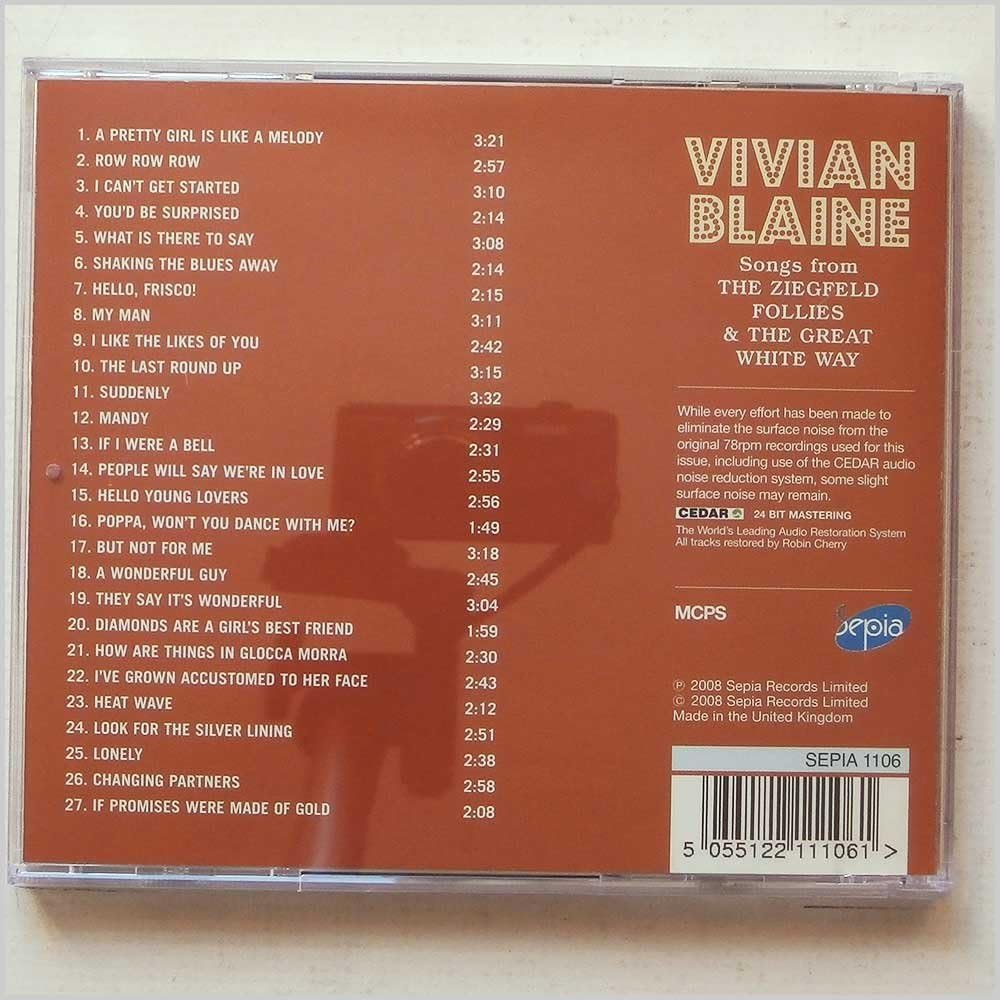 1. A PRETTY GIRL IS LIKE A MELODY 3:21
2. ROW ROW ROW 2:57
3. I CAN'T GET STARTED 3:10
4. YOU'D BE SURPRISED 2:14
5. WHAT IS THERE TO SAY 3:08
6. SHAKING THE BLUES AWAY 2:14
7. HELLO, FRISCO! 2:15
8. MY MAN 3:11
9. I LIKE THE LIKES OF YOU 2:42
10. THE LAST ROUND UP 3:15
11. SUDDENLY 3:32
12. MANDY 2:29
13. IF I WERE A BELL 2:31
14. PEOPLE WILL SAY WE'RE IN LOVE 2:55
15. HELLO YOUNG LOVERS 2:56
16. POPPA, WON'T YOU DANCE WITH ME? 1:49
17. BUT NOT FOR ME 3:18
18. A WONDERFUL GUY 2:45
19. THEY SAY IT'S WONDERFUL 3:04
20. DIAMONDS ARE A GIRL'S BEST FRIEND 1:59
21. HOW ARE THINGS IN GLOCCA MORRA 2:30
22. I'VE GROWN ACCUSTOMED TO HER FACE 2:43
23. HEAT WAVE 2:12
24. LOOK FOR THE SILVER LINING 2:51
25. LONELY 2:38
26. CHANGING PARTNERS 2:58
27. IF PROMISES WERE MADE OF GOLD 2:08
VIVIAN
BLAINE
Songs from
THE ZIEGFELD
FOLLIES
& THE GREAT
WHITE WAY
While every effort has been made to
eliminate the surface noise from the
original 78rpm recordings used for this
issue, including use of the CEDAR audio
noise reduction system, some slight
surface noise may remain.
CEDAR 24 BIT MASTERING
The World's Leading Audio Restoration System
All tracks restored by Robin Cherry
MCPS
Sepia
℗ 2008 Sepia Records Limited
© 2008 Sepia Records Limited
Made in the United Kingdom
SEPIA 1106
5 055122 111061 >